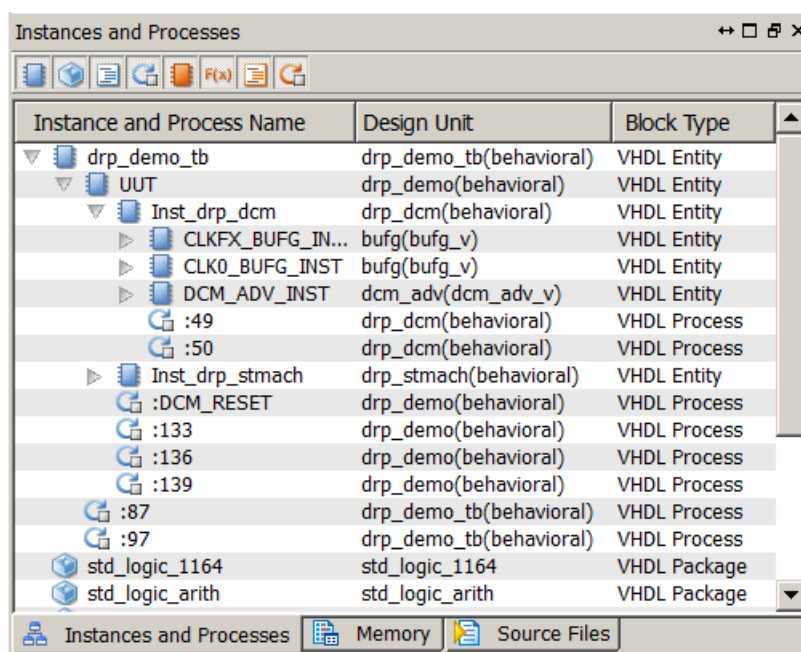 Instances and Processes
F(x)
Instance and Process Name Design Unit Block Type
drp_demo_tb drp_demo_tb(behavioral) VHDL Entity
UUT drp_demo(behavioral) VHDL Entity
Inst_drp_dcm drp_dcm(behavioral) VHDL Entity
CLKFX_BUFG_IN... bufg(bufg_v) VHDL Entity
CLK0_BUFG_INST bufg(bufg_v) VHDL Entity
DCM_ADV_INST dcm_adv(dcm_adv_v) VHDL Entity
:49 drp_dcm(behavioral) VHDL Process
:50 drp_dcm(behavioral) VHDL Process
Inst_drp_stmach drp_stmach(behavioral) VHDL Entity
:DCM_RESET drp_demo(behavioral) VHDL Process
:133 drp_demo(behavioral) VHDL Process
:136 drp_demo(behavioral) VHDL Process
:139 drp_demo(behavioral) VHDL Process
:87 drp_demo_tb(behavioral) VHDL Process
:97 drp_demo_tb(behavioral) VHDL Process
std_logic_1164 std_logic_1164 VHDL Package
std_logic_arith std_logic_arith VHDL Package
Instances and Processes Memory Source Files